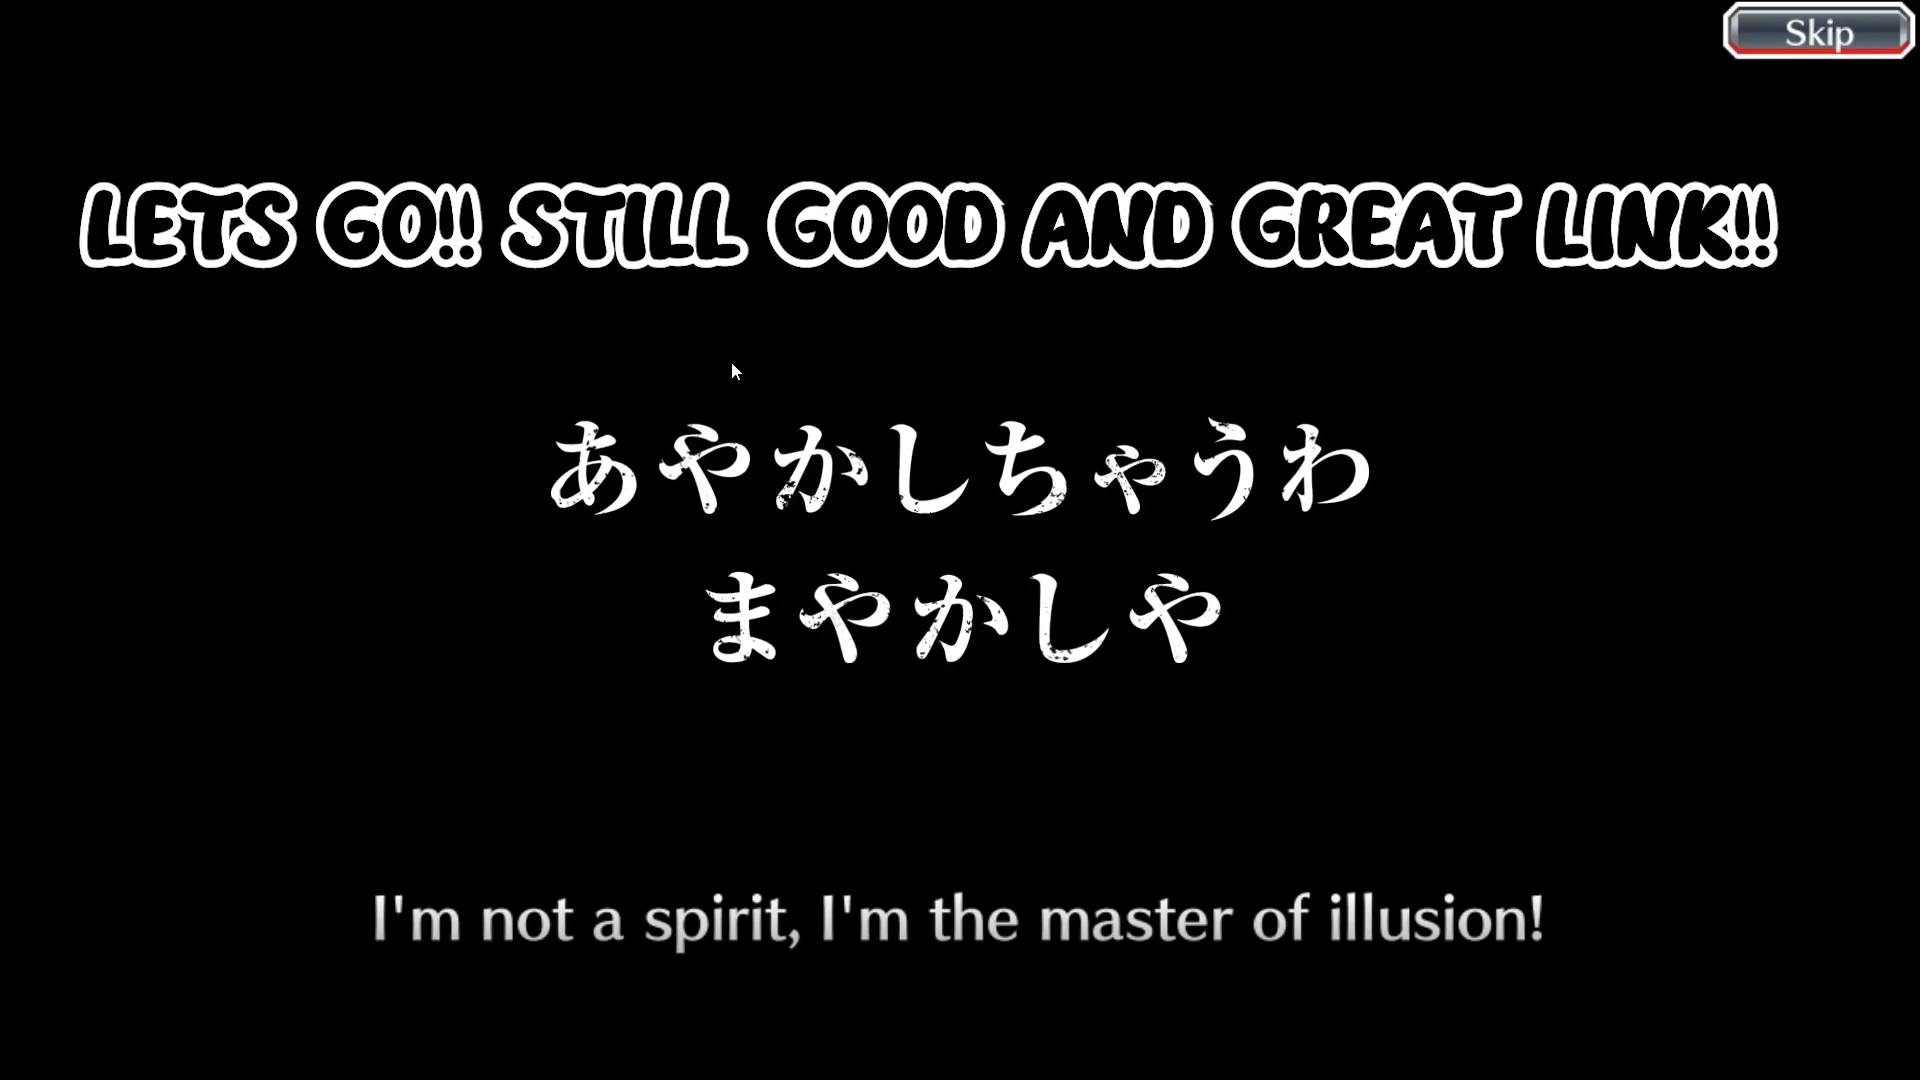 Skip
LETS GO!! STILL GOOD AND GREAT LINK!!
あやかしちゃうわ
まやかしや
I'm not a spirit, I'm the master of illusion!